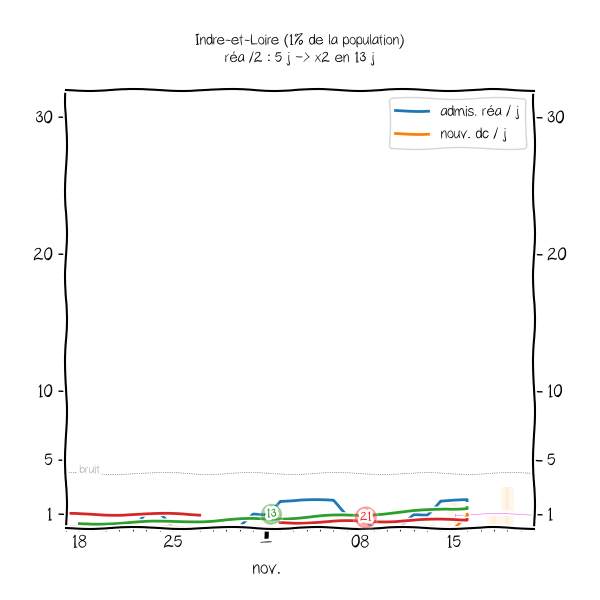 Indre-et-Loire (1% de la population)
réa /2 : 5 j -> x2 en 13 j
admis. réa / j
nouv. dc / j
30
30
20
20
10
10
5
bruit
5
1
13
21
1
18
25
1
08
15
nov.